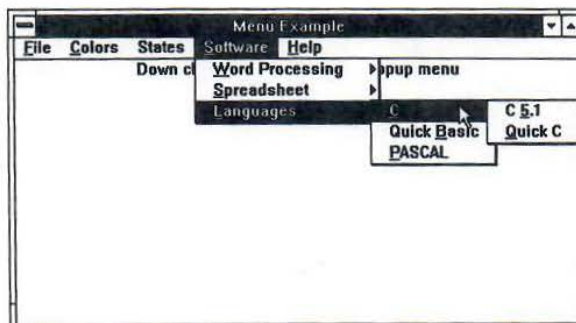 Menu Example
File Colors States Software Help
Down Word Processing popup menu
Spreadsheet
Languages C C 5.1
Quick Basic Quick C
PASCAL